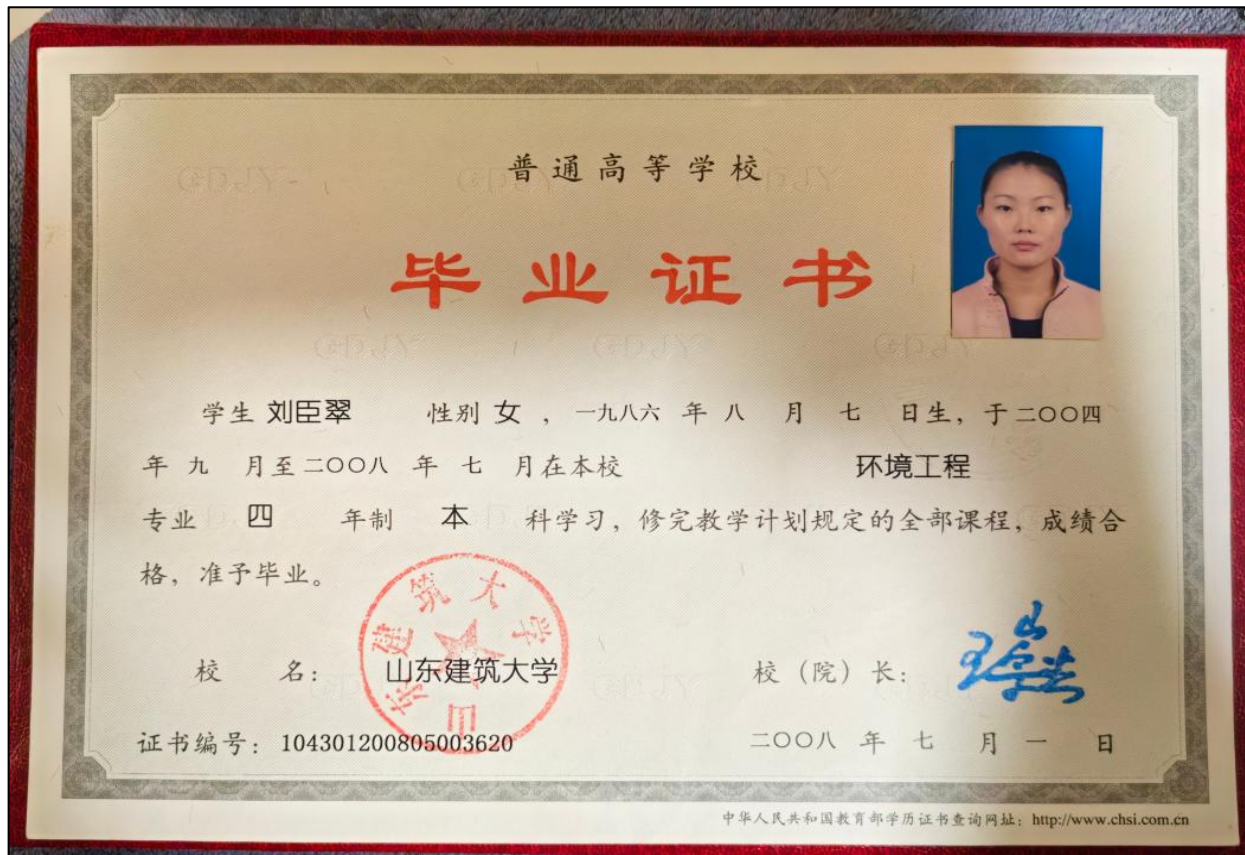 普通高等学校
毕业证书
学生 刘臣翠 性别 女 ，一九八六 年 八 月 七 日生，于二〇〇四
年 九 月至二〇〇八 年 七 月在本校 环境工程
专业 四 年制 本 科学习，修完教学计划规定的全部课程，成绩合
格，准予毕业。
山东建筑大学
校 名： 山东建筑大学 校（院）长：
证书编号：104301200805003620 二〇〇八 年 七 月 一 日
中华人民共和国教育部学历证书查询网址：http://www.chsi.com.cn